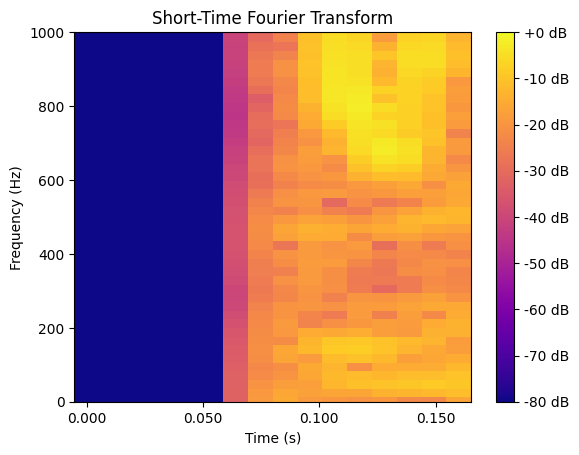 Short-Time Fourier Transform
Frequency (Hz)
1000
800
600
400
200
0
0.000
0.050
0.100
0.150
Time (s)
+0 dB
-10 dB
-20 dB
-30 dB
-40 dB
-50 dB
-60 dB
-70 dB
-80 dB